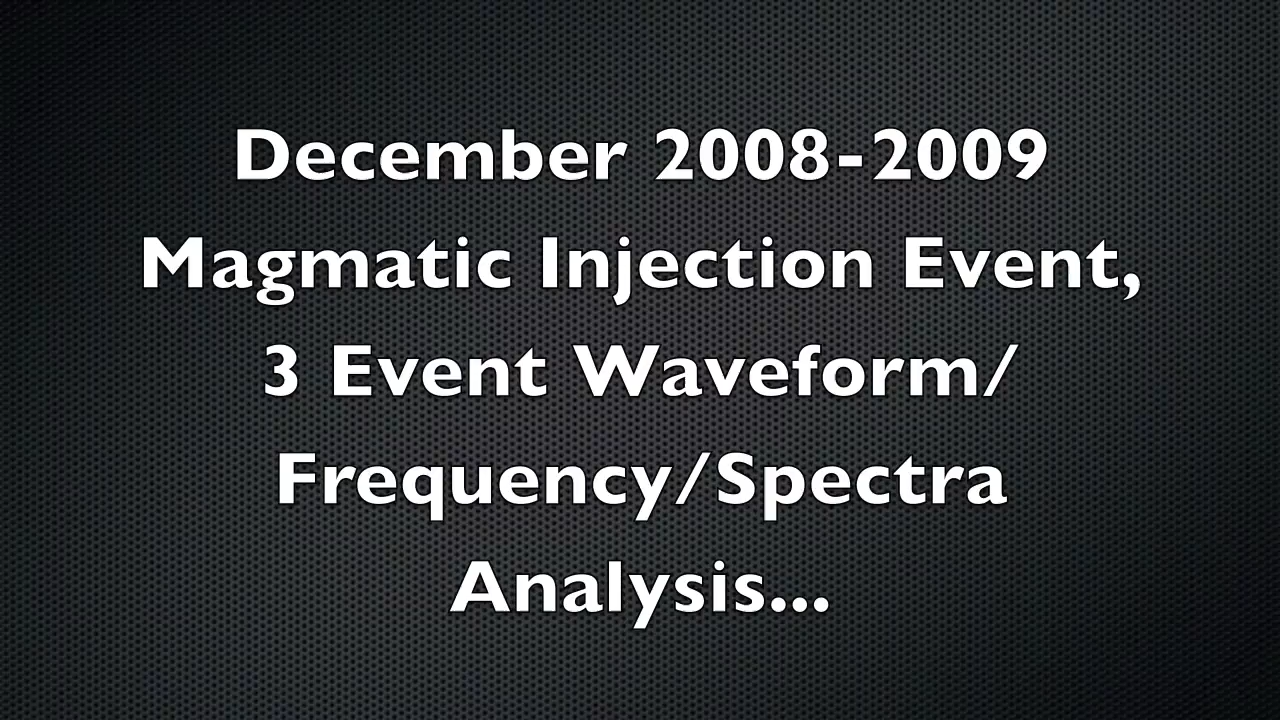 December 2008-2009
Magmatic Injection Event,
3 Event Waveform/
Frequency/Spectra
Analysis...